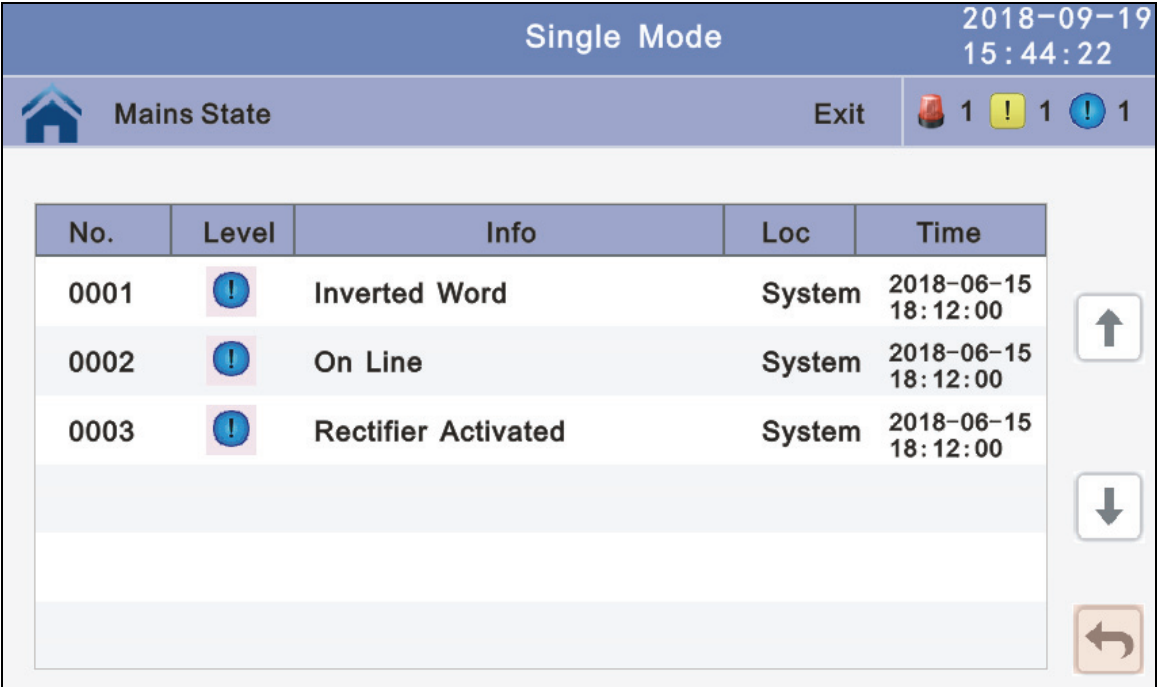 Single Mode
2018-09-19
15:44:22
Mains State
Exit
1
! 1
! 1
No. Level Info Loc Time
0001 ! Inverted Word System 2018-06-15
18:12:00
0002 ! On Line System 2018-06-15
18:12:00
0003 ! Rectifier Activated System 2018-06-15
18:12:00